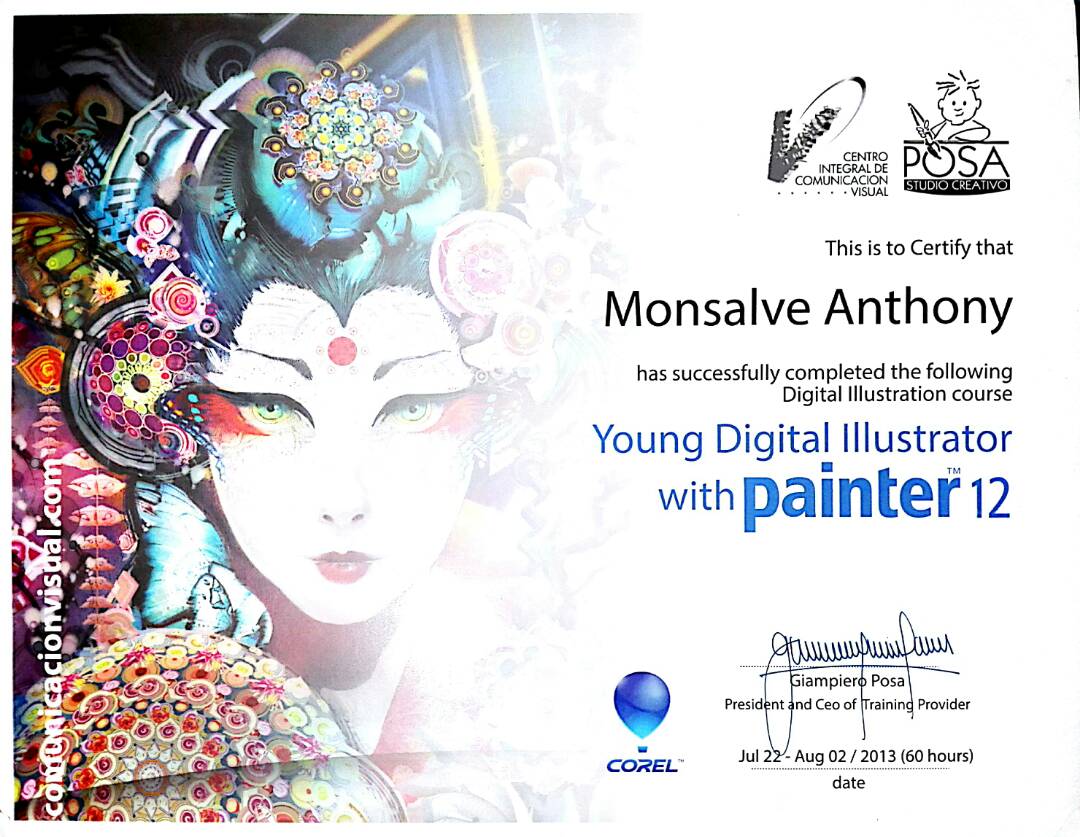 CENTRO
INTEGRAL DE
COMUNICACION
VISUAL
POSA
STUDIO CREATIVO
This is to Certify that
Monsalve Anthony
has successfully completed the following
Digital Illustration course
Young Digital Illustrator
with painter™ 12
Giampiero Posa
President and Ceo of Training Provider
Jul 22 - Aug 02 / 2013 (60 hours)
date
COREL™
comunicacionvisual.com